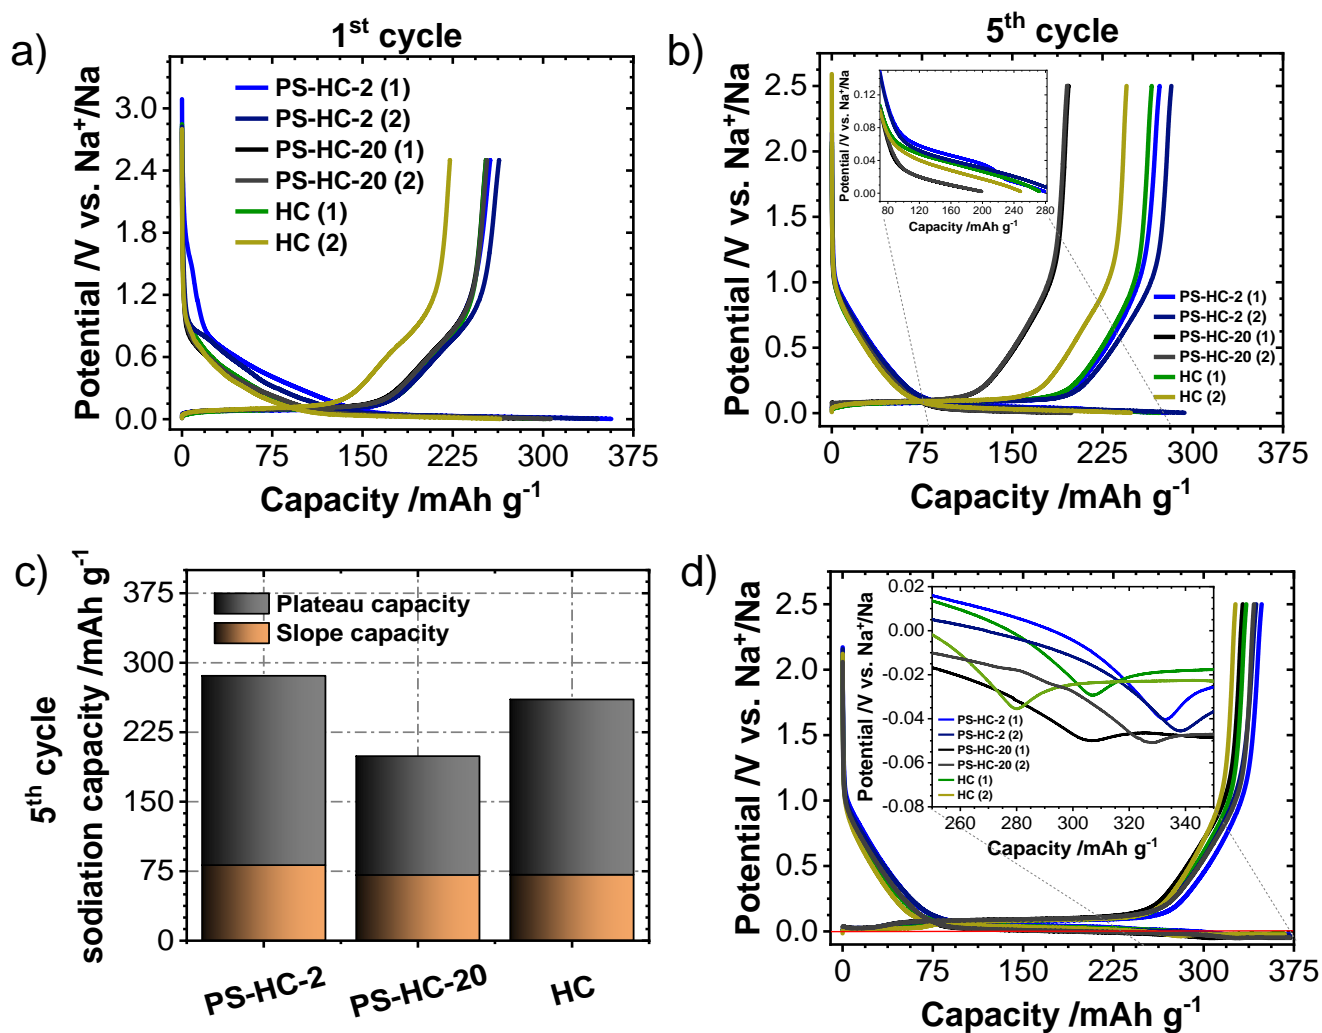 a)
1st cycle
Potential /V vs. Na+/Na
3.0
2.4
1.8
1.2
0.6
0.0
PS-HC-2 (1)
PS-HC-2 (2)
PS-HC-20 (1)
PS-HC-20 (2)
HC (1)
HC (2)
0 75 150 225 300 375
Capacity /mAh g-1
b)
5th cycle
Potential /V vs. Na+/Na
2.5
2.0
1.5
1.0
0.5
0.0
Potential /V vs. Na+/Na
0.12
0.08
0.04
0.00
80 120 160 200 240 280
Capacity /mAh g-1
PS-HC-2 (1)
PS-HC-2 (2)
PS-HC-20 (1)
PS-HC-20 (2)
HC (1)
HC (2)
0 75 150 225 300 375
Capacity /mAh g-1
c)
5th cycle
sodiation capacity /mAh g-1
375
300
225
150
75
0
Plateau capacity
Slope capacity
PS-HC-2 PS-HC-20 HC
d)
Potential /V vs. Na+/Na
2.5
2.0
1.5
1.0
0.5
0.0
Potential /V vs. Na+/Na
0.02
0.00
-0.02
-0.04
-0.06
-0.08
PS-HC-2 (1)
PS-HC-2 (2)
PS-HC-20 (1)
PS-HC-20 (2)
HC (1)
HC (2)
260 280 300 320 340
Capacity /mAh g-1
0 75 150 225 300 375
Capacity /mAh g-1